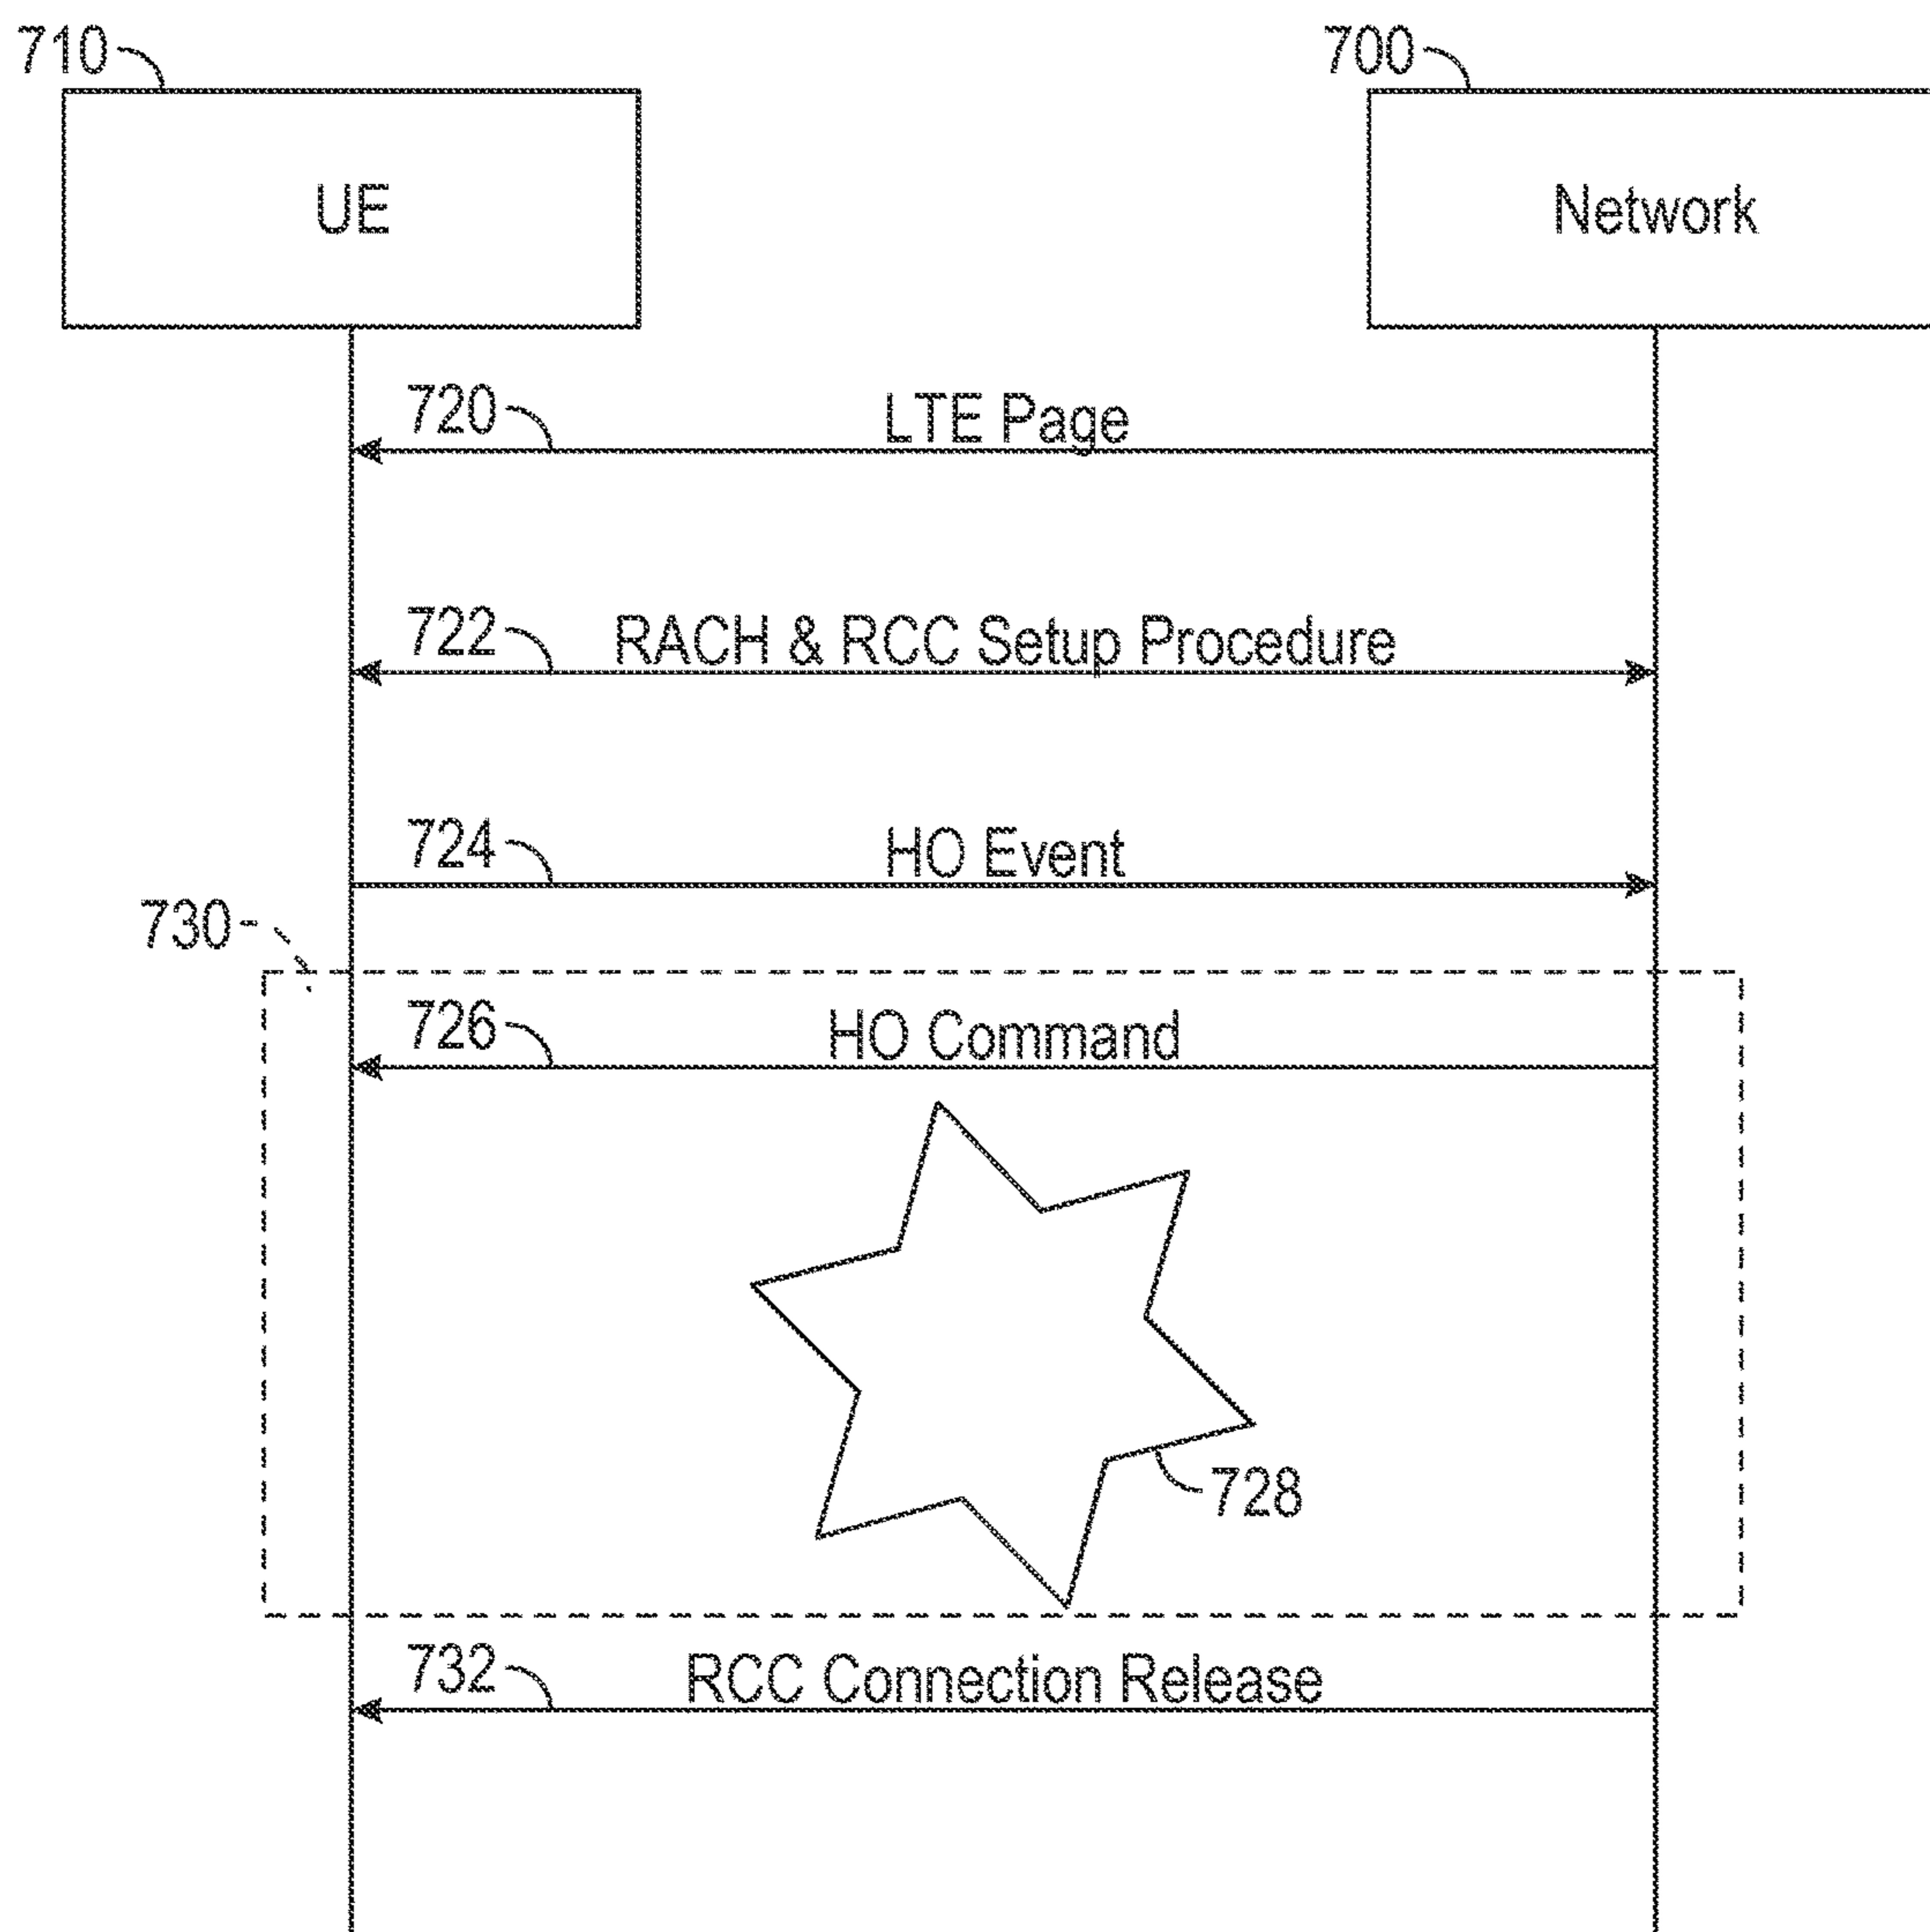 710
700
UE
Network
720
LTE Page
722
RACH & RCC Setup Procedure
724
HO Event
730
726
HO Command
728
732
RCC Connection Release